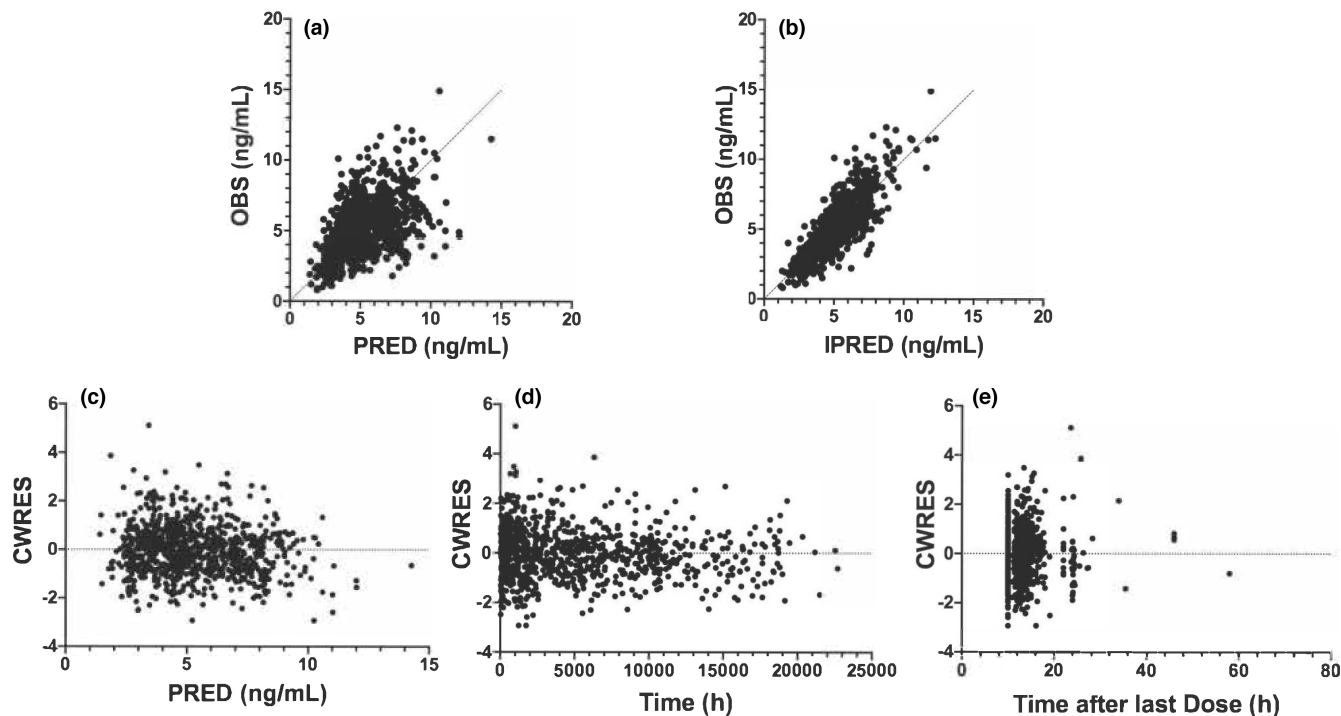 (a)
20
15
10
5
0
OBS (ng/mL)
0 5 10 15 20
PRED (ng/mL)
(b)
20
15
10
5
0
OBS (ng/mL)
0 5 10 15 20
IPRED (ng/mL)
(c)
6
4
2
0
-2
-4
CWRES
0 5 10 15
PRED (ng/mL)
(d)
6
4
2
0
-2
-4
CWRES
0 5000 10000 15000 20000 25000
Time (h)
(e)
6
4
2
0
-2
-4
CWRES
0 20 40 60 80
Time after last Dose (h)